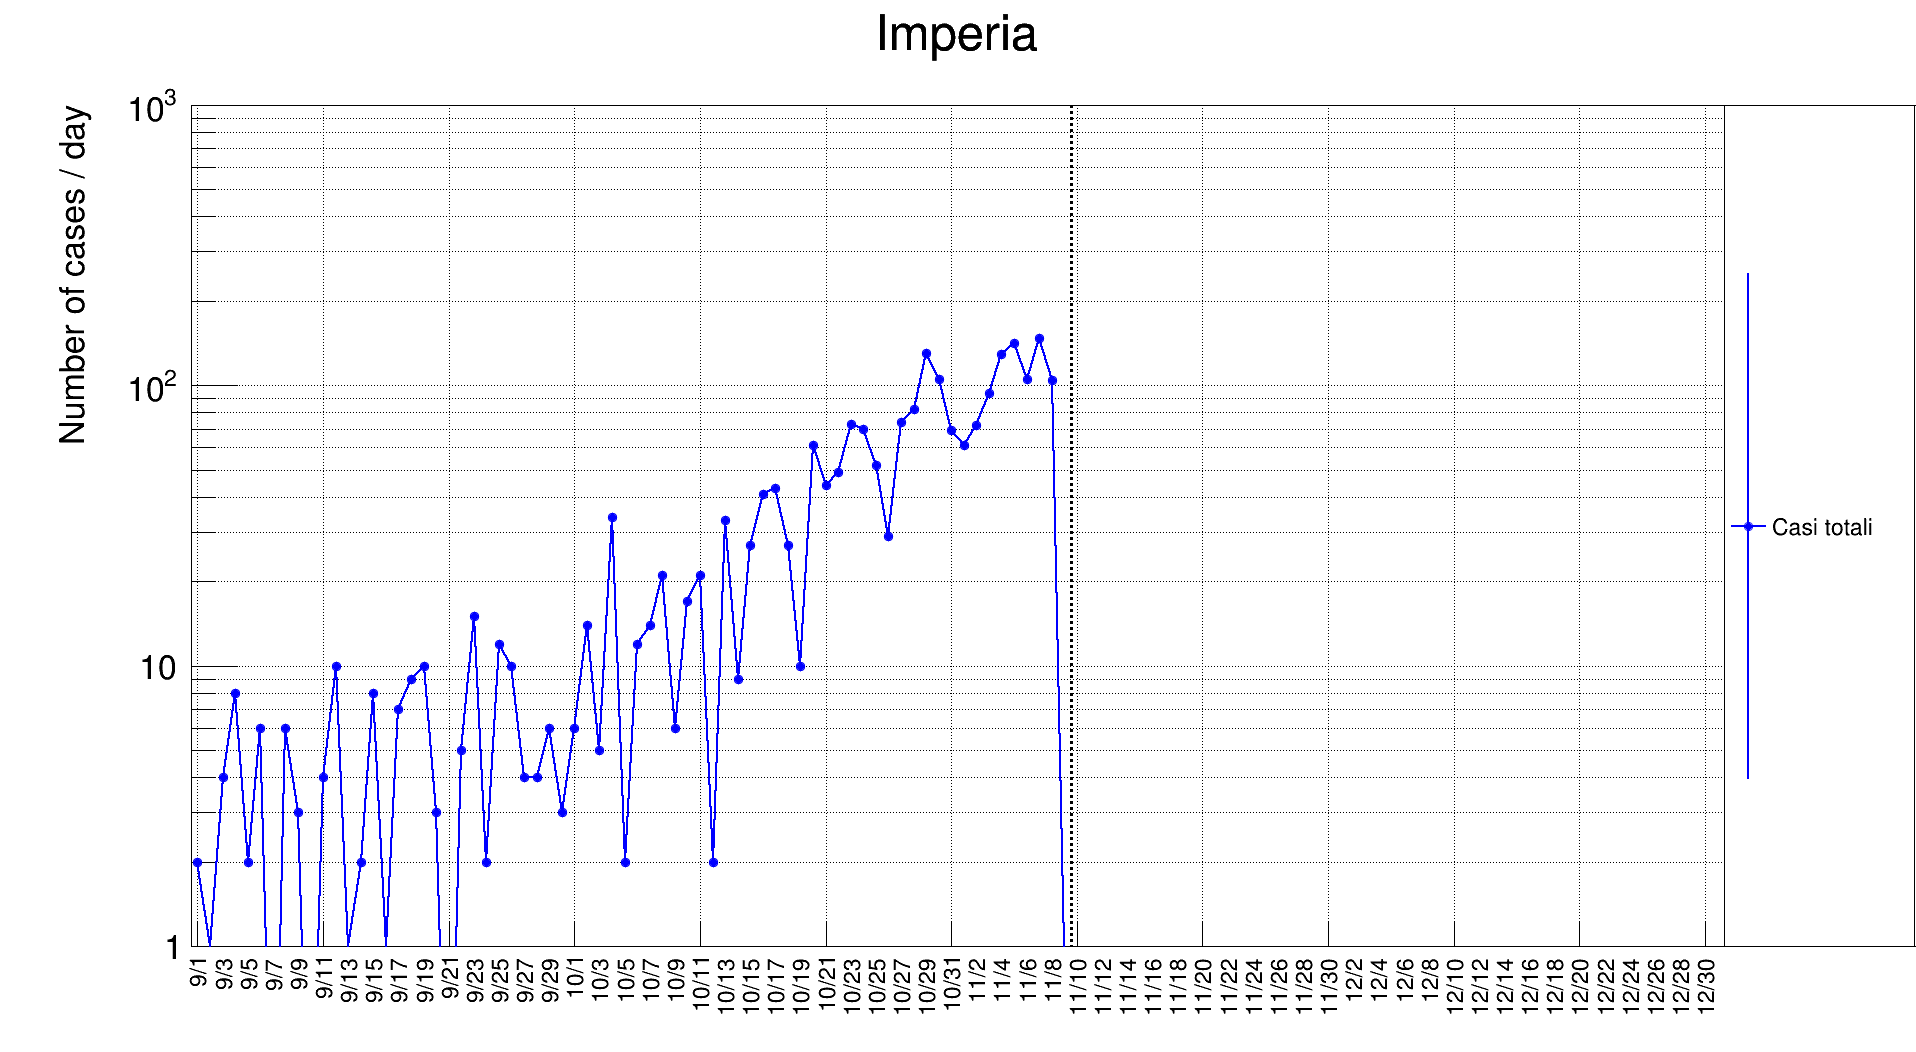 Imperia
Number of cases / day
10³
10²
10
1
9/1 9/3 9/5 9/7 9/9 9/11 9/13 9/15 9/17 9/19 9/21 9/23 9/25 9/27 9/29 10/1 10/3 10/5 10/7 10/9 10/11 10/13 10/15 10/17 10/19 10/21 10/23 10/25 10/27 10/29 10/31 11/2 11/4 11/6 11/8 11/10 11/12 11/14 11/16 11/18 11/20 11/22 11/24 11/26 11/28 11/30 12/2 12/4 12/6 12/8 12/10 12/12 12/14 12/16 12/18 12/20 12/22 12/24 12/26 12/28 12/30
Casi totali